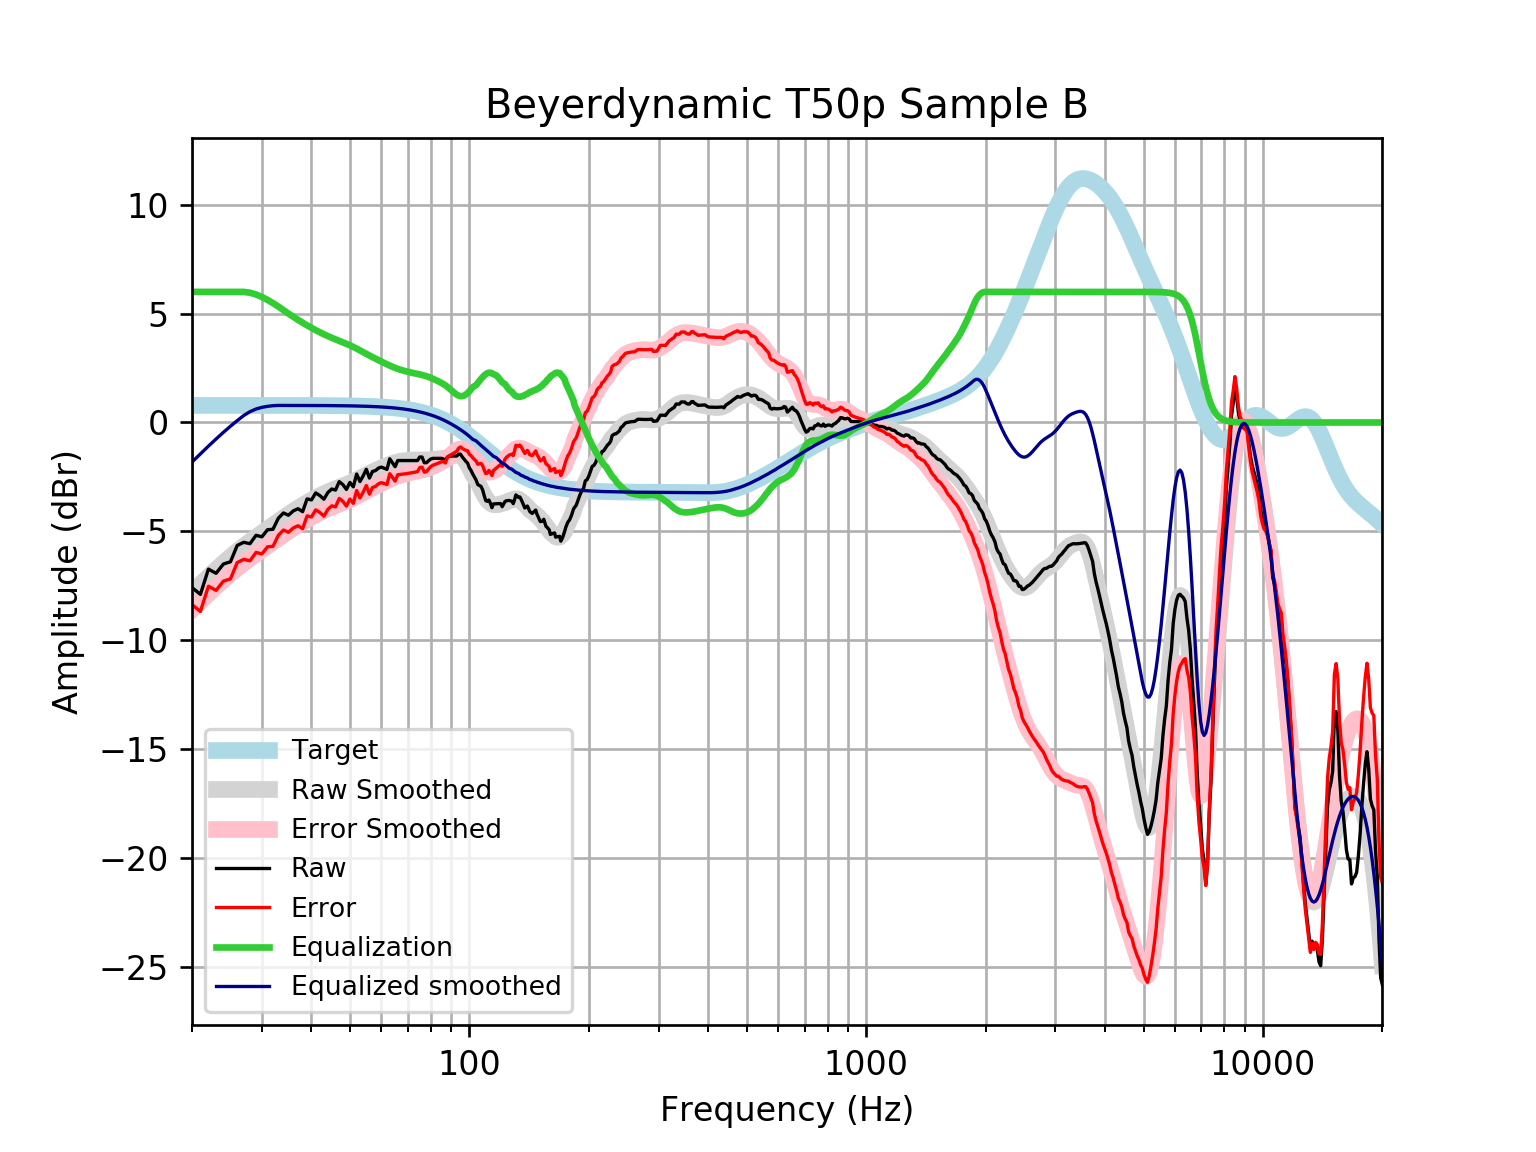 Beyerdynamic T50p Sample B
10
5
0
−5
−10
−15
−20
−25
Amplitude (dBr)
Target
Raw Smoothed
Error Smoothed
Raw
Error
Equalization
Equalized smoothed
100
1000
10000
Frequency (Hz)